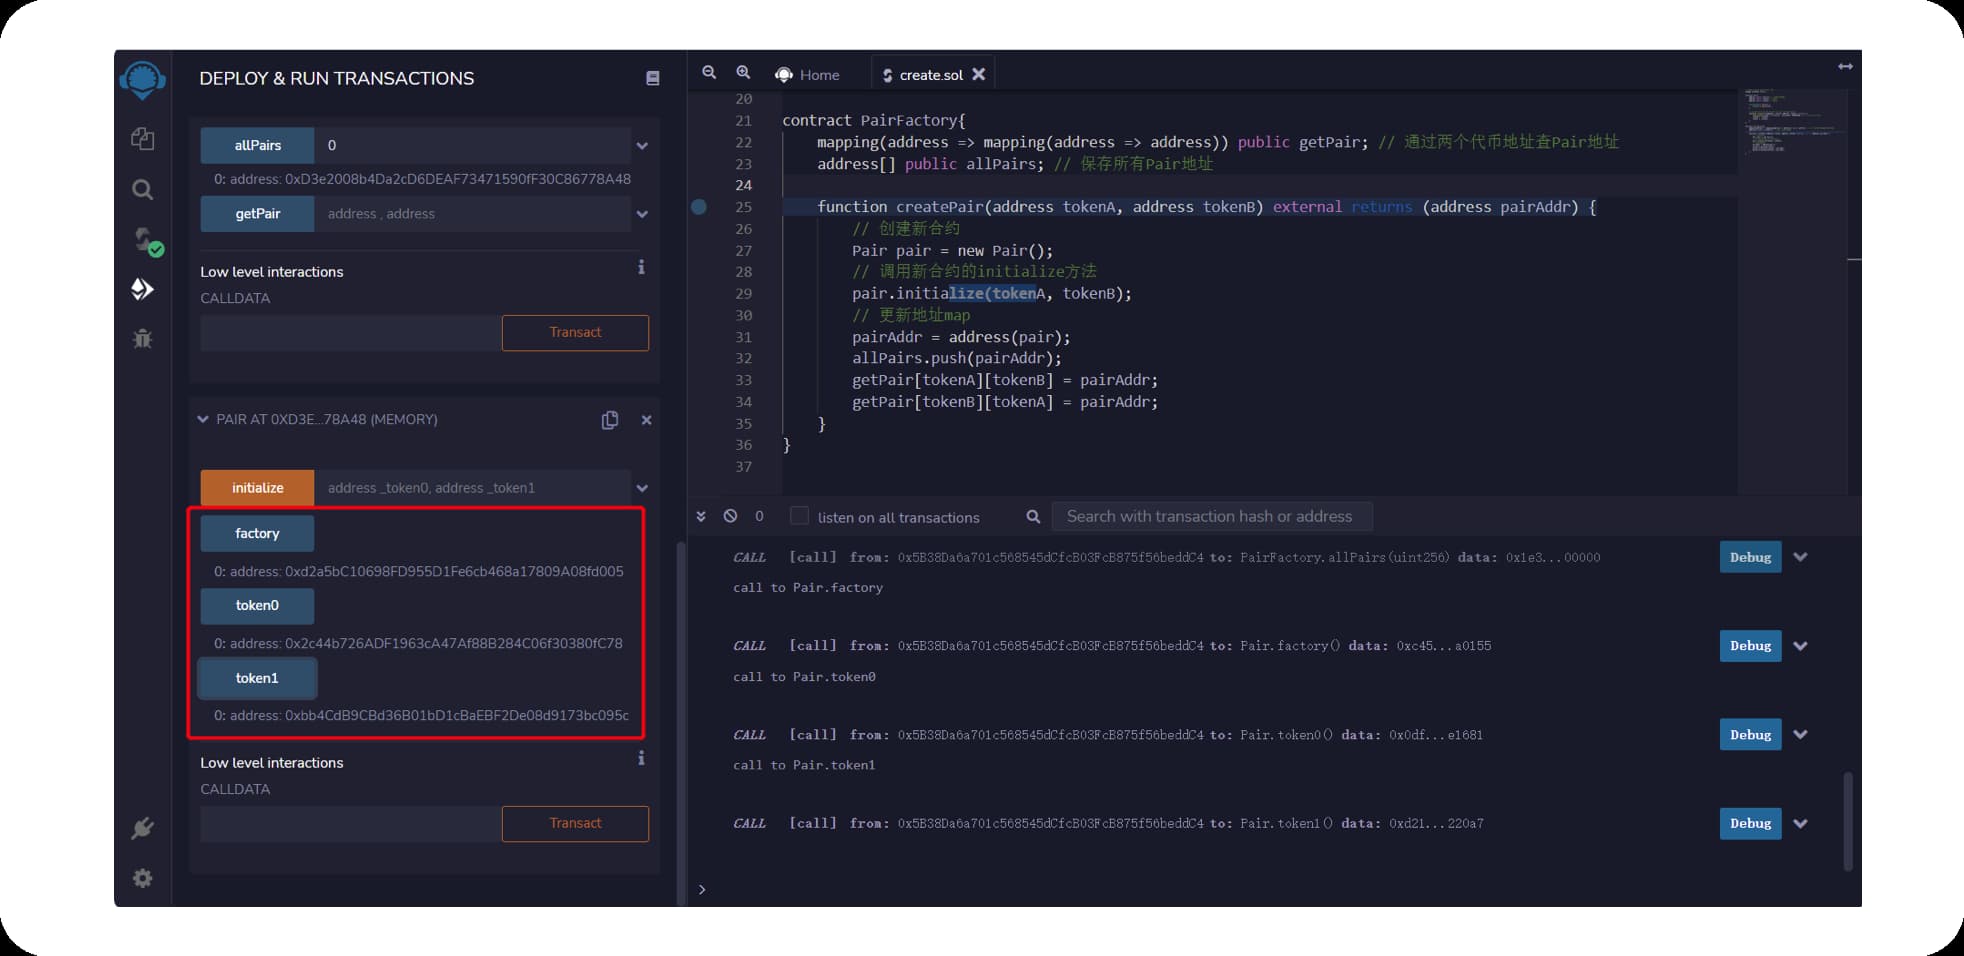 DEPLOY & RUN TRANSACTIONS
allPairs 0
0: address: 0xD3e2008b4Da2cD6DEAF73471590fF30C86778A48
getPair address , address
Low level interactions
CALLDATA
Transact
PAIR AT 0XD3E...78A48 (MEMORY)
initialize address _token0, address _token1
factory
0: address: 0xd2a5bC10698FD955D1Fe6cb468a17809A08fd005
token0
0: address: 0x2c44b726ADF1963cA47Af88B284C06f30380fC78
token1
0: address: 0xbb4CdB9CBd36B01bD1cBaEBF2De08d9173bc095c
Low level interactions
CALLDATA
Transact
Home create.sol
20
21 contract PairFactory{
22 mapping(address => mapping(address => address)) public getPair; // 通过两个代币地址查Pair地址
23 address[] public allPairs; // 保存所有Pair地址
24
25 function createPair(address tokenA, address tokenB) external returns (address pairAddr) {
26 // 创建新合约
27 Pair pair = new Pair();
28 // 调用新合约的initialize方法
29 pair.initialize(tokenA, tokenB);
30 // 更新地址map
31 pairAddr = address(pair);
32 allPairs.push(pairAddr);
33 getPair[tokenA][tokenB] = pairAddr;
34 getPair[tokenB][tokenA] = pairAddr;
35 }
36 }
37
0 listen on all transactions Search with transaction hash or address
CALL [call] from: 0x5B38Da6a701c568545dCfcB03FcB875f56beddC4 to: PairFactory.allPairs(uint256) data: 0x1e3...00000 Debug
call to Pair.factory
CALL [call] from: 0x5B38Da6a701c568545dCfcB03FcB875f56beddC4 to: Pair.factory() data: 0xc45...a0155 Debug
call to Pair.token0
CALL [call] from: 0x5B38Da6a701c568545dCfcB03FcB875f56beddC4 to: Pair.token0() data: 0x0df...e1681 Debug
call to Pair.token1
CALL [call] from: 0x5B38Da6a701c568545dCfcB03FcB875f56beddC4 to: Pair.token1() data: 0xd21...220a7 Debug
>